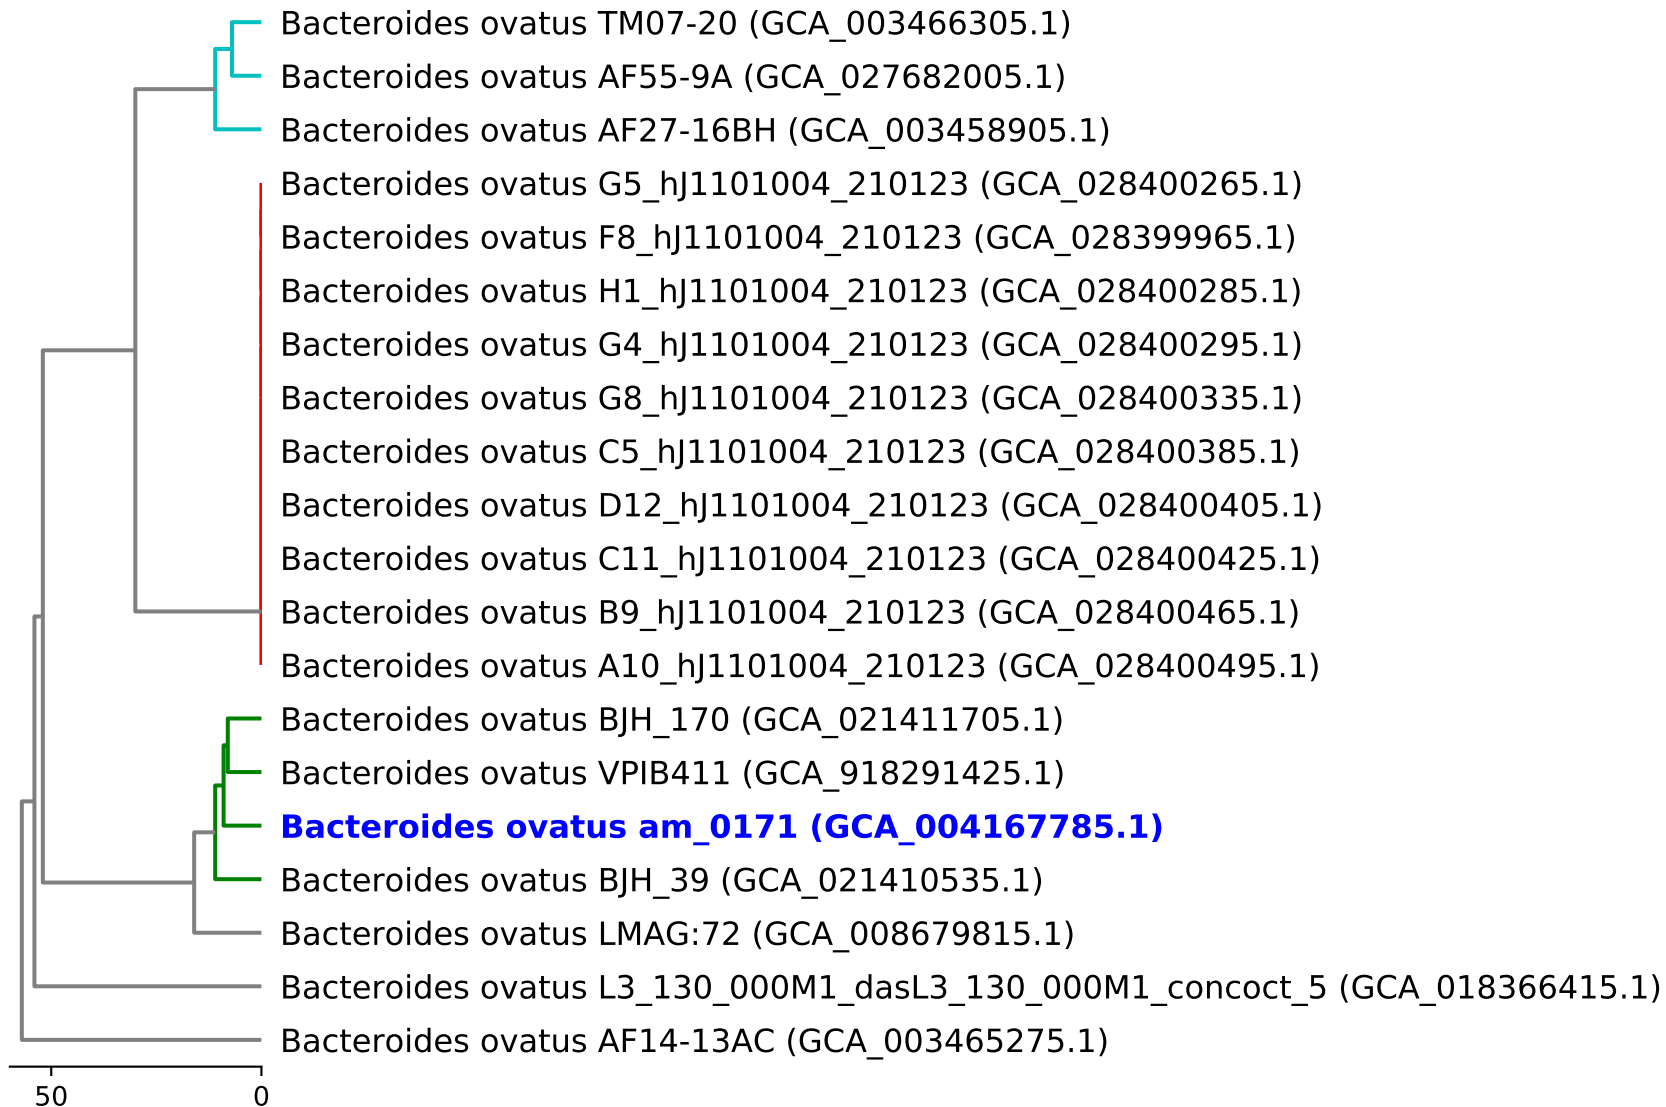 Bacteroides ovatus TM07-20 (GCA_003466305.1)
Bacteroides ovatus AF55-9A (GCA_027682005.1)
Bacteroides ovatus AF27-16BH (GCA_003458905.1)
Bacteroides ovatus G5_hJ1101004_210123 (GCA_028400265.1)
Bacteroides ovatus F8_hJ1101004_210123 (GCA_028399965.1)
Bacteroides ovatus H1_hJ1101004_210123 (GCA_028400285.1)
Bacteroides ovatus G4_hJ1101004_210123 (GCA_028400295.1)
Bacteroides ovatus G8_hJ1101004_210123 (GCA_028400335.1)
Bacteroides ovatus C5_hJ1101004_210123 (GCA_028400385.1)
Bacteroides ovatus D12_hJ1101004_210123 (GCA_028400405.1)
Bacteroides ovatus C11_hJ1101004_210123 (GCA_028400425.1)
Bacteroides ovatus B9_hJ1101004_210123 (GCA_028400465.1)
Bacteroides ovatus A10_hJ1101004_210123 (GCA_028400495.1)
Bacteroides ovatus BJH_170 (GCA_021411705.1)
Bacteroides ovatus VPIB411 (GCA_918291425.1)
Bacteroides ovatus am_0171 (GCA_004167785.1)
Bacteroides ovatus BJH_39 (GCA_021410535.1)
Bacteroides ovatus LMAG:72 (GCA_008679815.1)
Bacteroides ovatus L3_130_000M1_dasL3_130_000M1_concoct_5 (GCA_018366415.1)
Bacteroides ovatus AF14-13AC (GCA_003465275.1)
50 0